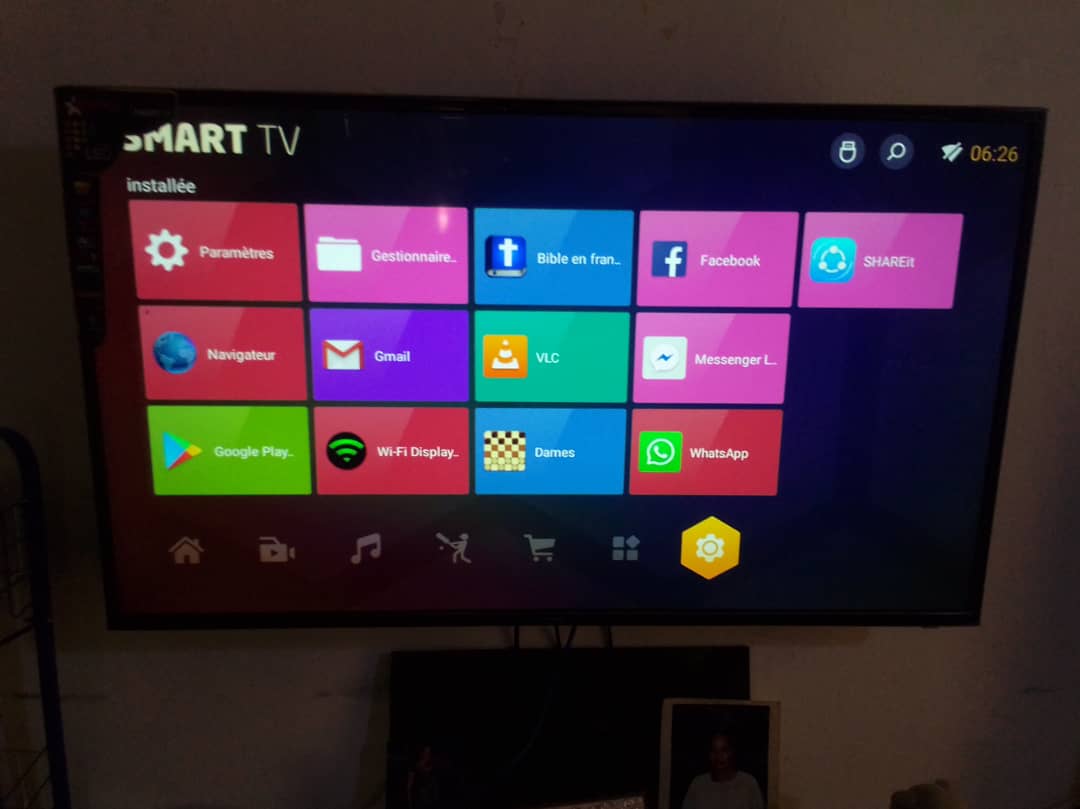 SMART TV
06:26
installée
Paramètres
Gestionnaire..
Bible en fran..
Facebook
SHAREit
Navigateur
Gmail
VLC
Messenger L..
Google Play..
Wi-Fi Display..
Dames
WhatsApp